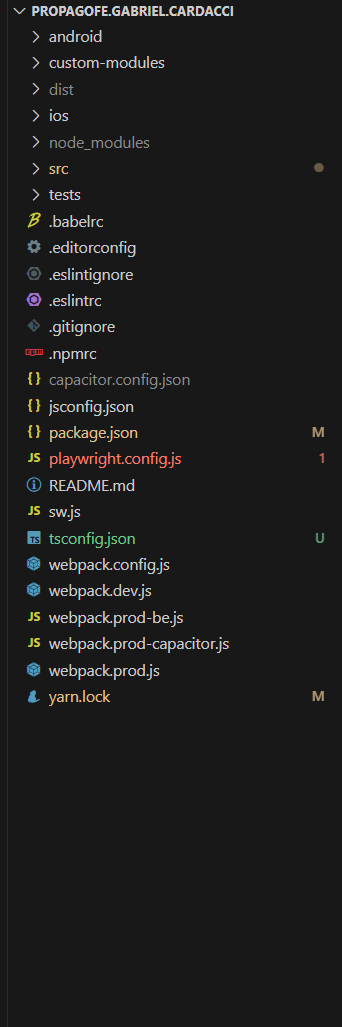 PROPAGOFE.GABRIEL.CARDACCI
android
custom-modules
dist
ios
node_modules
src
tests
B .babelrc
.editorconfig
.eslintignore
.eslintrc
.gitignore
npm .npmrc
{} capacitor.config.json
{} jsconfig.json
{} package.json M
JS playwright.config.js 1
README.md
JS sw.js
TS tsconfig.json U
webpack.config.js
webpack.dev.js
JS webpack.prod-be.js
JS webpack.prod-capacitor.js
webpack.prod.js
yarn.lock M